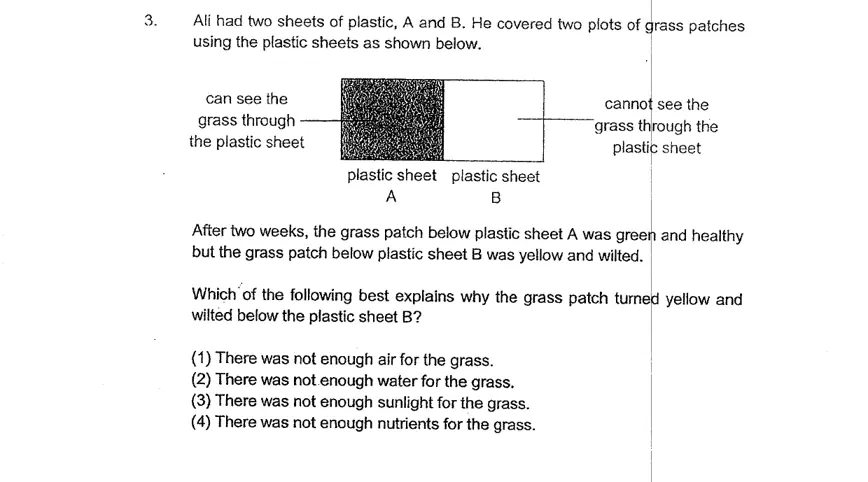 3. Ali had two sheets of plastic, A and B. He covered two plots of grass patches
using the plastic sheets as shown below.
can see the
grass through
the plastic sheet
cannot see the
grass through the
plastic sheet
plastic sheet
A
plastic sheet
B
After two weeks, the grass patch below plastic sheet A was green and healthy
but the grass patch below plastic sheet B was yellow and wilted.
Which of the following best explains why the grass patch turned yellow and
wilted below the plastic sheet B?
(1) There was not enough air for the grass.
(2) There was not enough water for the grass.
(3) There was not enough sunlight for the grass.
(4) There was not enough nutrients for the grass.